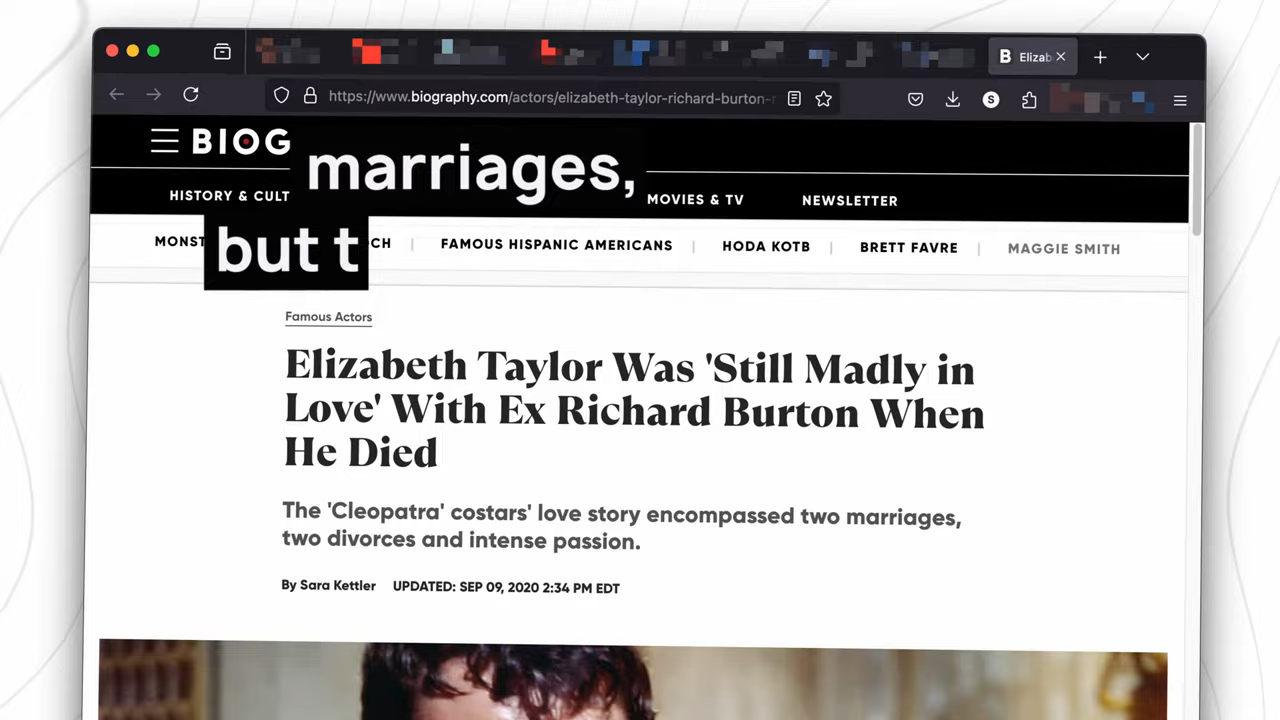 B Elizab
https://www.biography.com/actors/elizabeth-taylor-richard-burton-r
BIOG
marriages,
HISTORY & CULT
MOVIES & TV
NEWSLETTER
but t
MONST
CH | FAMOUS HISPANIC AMERICANS | HODA KOTB | BRETT FAVRE | MAGGIE SMITH
Famous Actors
Elizabeth Taylor Was 'Still Madly in
Love' With Ex Richard Burton When
He Died
The 'Cleopatra' costars' love story encompassed two marriages,
two divorces and intense passion.
By Sara Kettler UPDATED: SEP 09, 2020 2:34 PM EDT